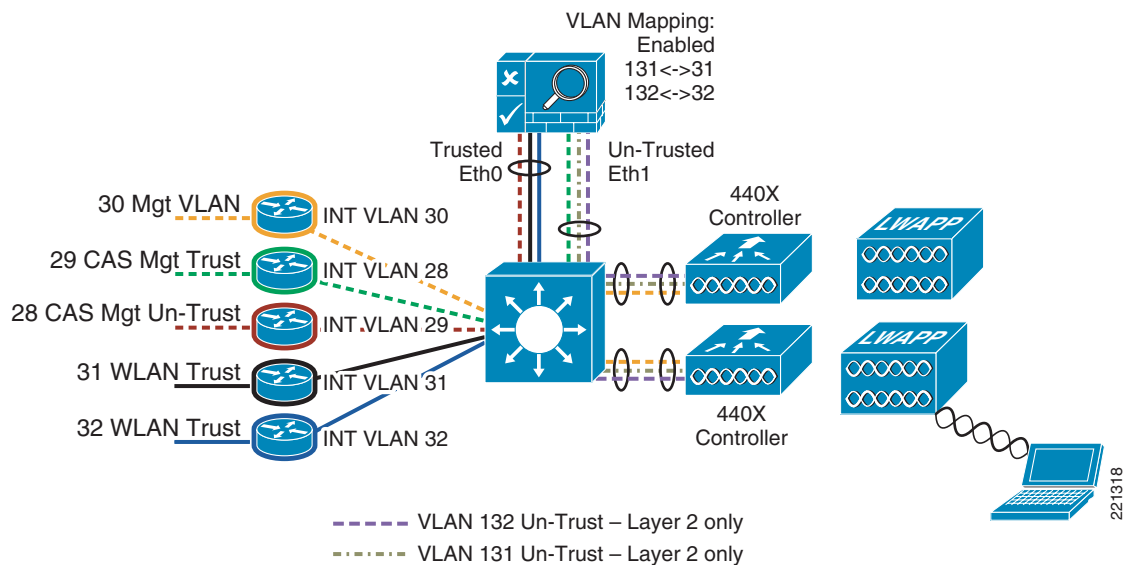 VLAN Mapping:
Enabled
131<->31
132<->32
Trusted
Eth0
Un-Trusted
Eth1
30 Mgt VLAN
INT VLAN 30
29 CAS Mgt Trust
INT VLAN 28
28 CAS Mgt Un-Trust
INT VLAN 29
31 WLAN Trust
INT VLAN 31
32 WLAN Trust
INT VLAN 32
440X
Controller
LWAPP
LWAPP
440X
Controller
221318
VLAN 132 Un-Trust – Layer 2 only
VLAN 131 Un-Trust – Layer 2 only